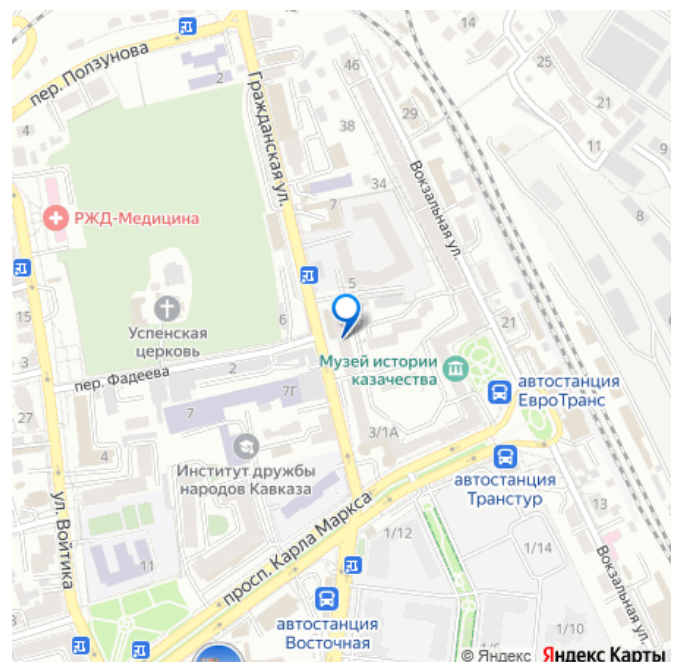 пер. Ползунова
2
4
Гражданская ул.
46
29
38
14
25
21
11
9
8
Вокзальная ул.
34
7
РЖД-Медицина
5
15
3
Успенская
церковь
6
пер. Фадеева
2
7Г
7
27
4
21
Музей истории
казачества
автостанция
ЕвроТранс
3/1А
Институт дружбы
народов Кавказа
автостанция
Транстур
13
ул. Войтика
11
просп. Карла Маркса
1/12
1/14
Вокзальная ул.
автостанция
Восточная
1/10
© Яндекс Яндекс Карты